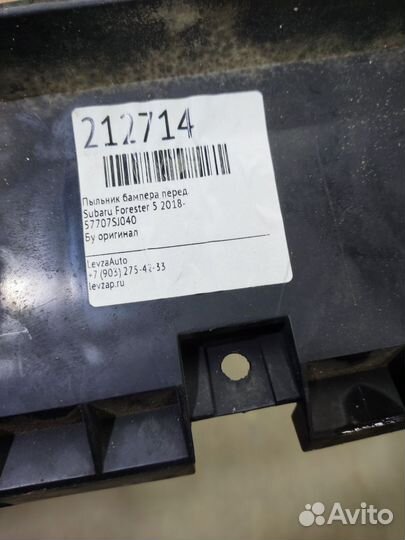 212714
Пыльник бампера перед.
Subaru Forester 5 2018-
57707SJ040
Бу оригинал
LevzaAuto
+7 (903) 275-42-33
levzap.ru
Avito